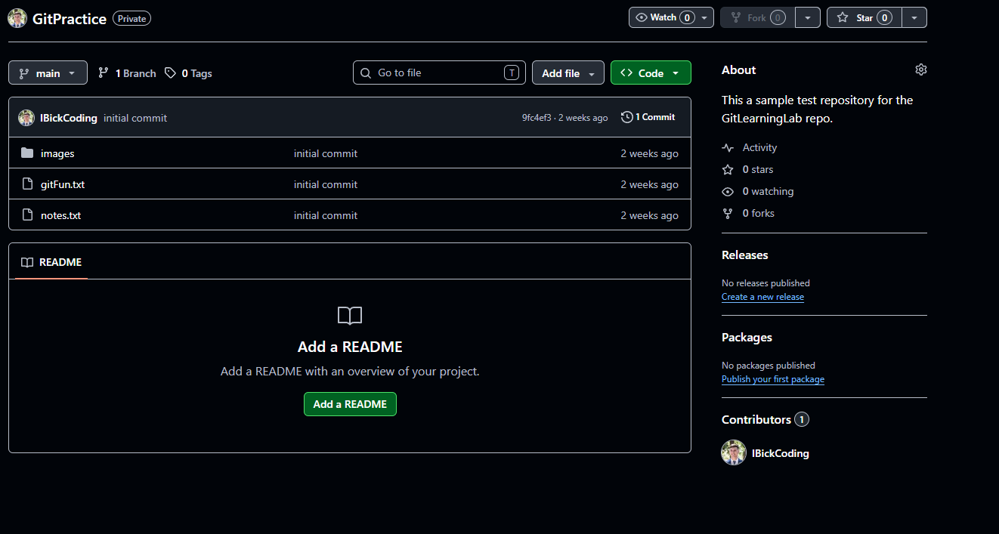 GitPractice Private Watch 0 Fork 0 Star 0
main 1 Branch 0 Tags Go to file T Add file Code
IBickCoding initial commit 9fc4ef3 · 2 weeks ago 1 Commit
images initial commit 2 weeks ago
gitFun.txt initial commit 2 weeks ago
notes.txt initial commit 2 weeks ago
README
Add a README
Add a README with an overview of your project.
Add a README
About
This a sample test repository for the
GitLearningLab repo.
Activity
0 stars
0 watching
0 forks
Releases
No releases published
Create a new release
Packages
No packages published
Publish your first package
Contributors 1
IBickCoding